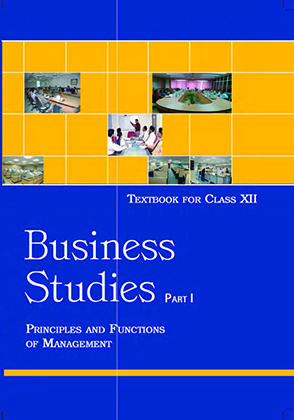 Textbook for Class XII
Business
Studies Part I
Principles and Functions
of Management